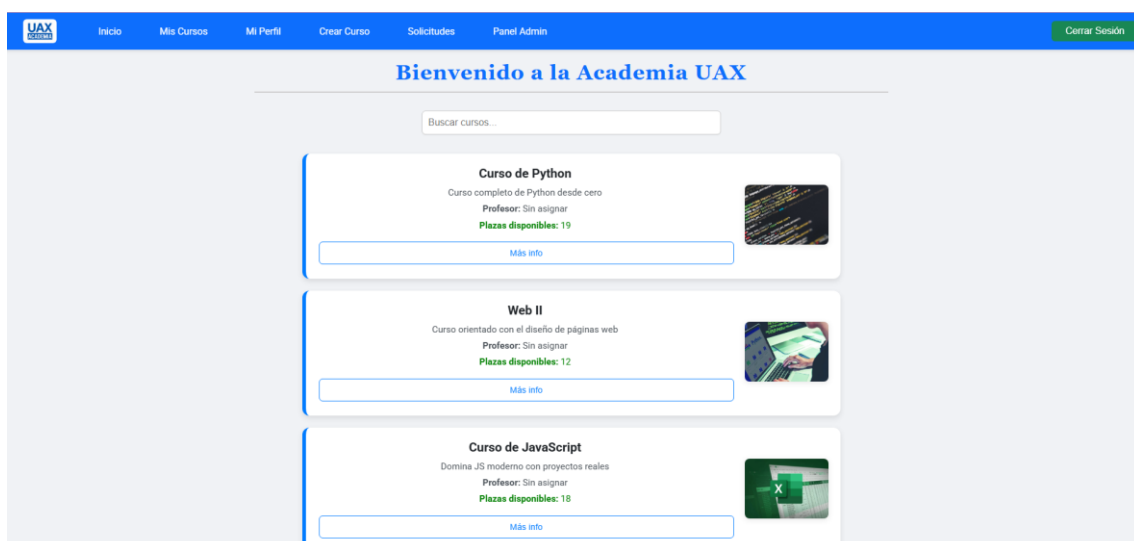 UAX
ACADEMIA
Inicio
Mis Cursos
Mi Perfil
Crear Curso
Solicitudes
Panel Admin
Cerrar Sesión
Bienvenido a la Academia UAX
Buscar cursos...
Curso de Python
Curso completo de Python desde cero
Profesor: Sin asignar
Plazas disponibles: 19
Más info
Web II
Curso orientado con el diseño de páginas web
Profesor: Sin asignar
Plazas disponibles: 12
Más info
Curso de JavaScript
Domina JS moderno con proyectos reales
Profesor: Sin asignar
Plazas disponibles: 18
X
Más info